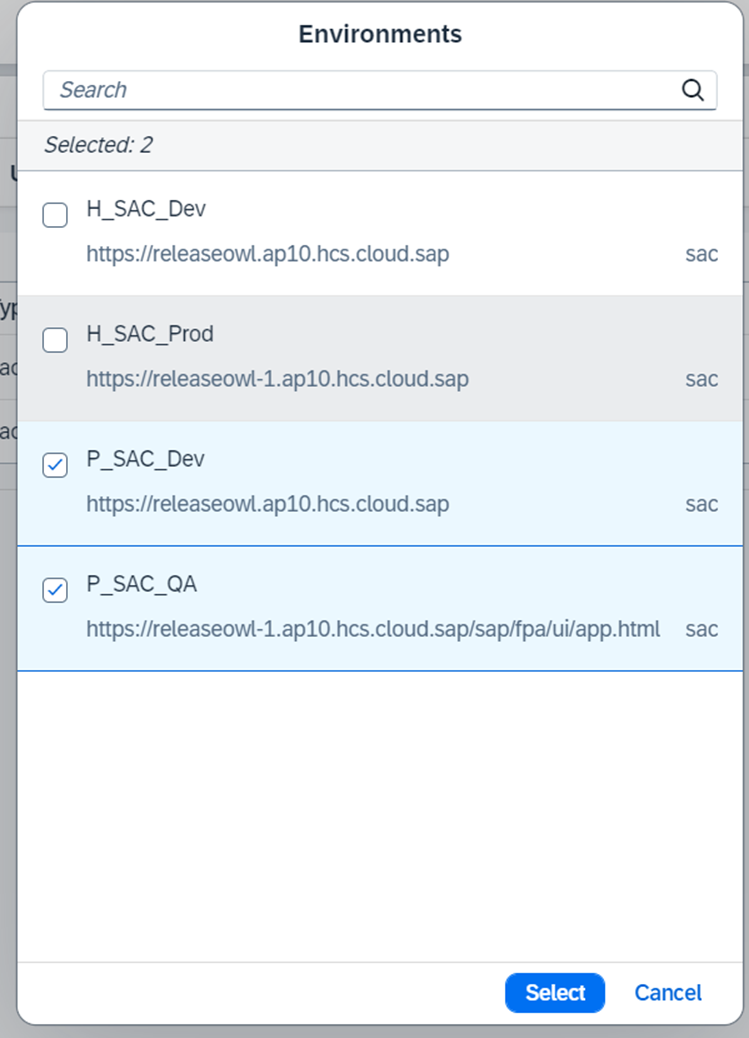 Environments
Search
Selected: 2
H_SAC_Dev
https://releaseowl.ap10.hcs.cloud.sap sac
H_SAC_Prod
https://releaseowl-1.ap10.hcs.cloud.sap sac
P_SAC_Dev
https://releaseowl.ap10.hcs.cloud.sap sac
P_SAC_QA
https://releaseowl-1.ap10.hcs.cloud.sap/sap/fpa/ui/app.html sac
Select Cancel